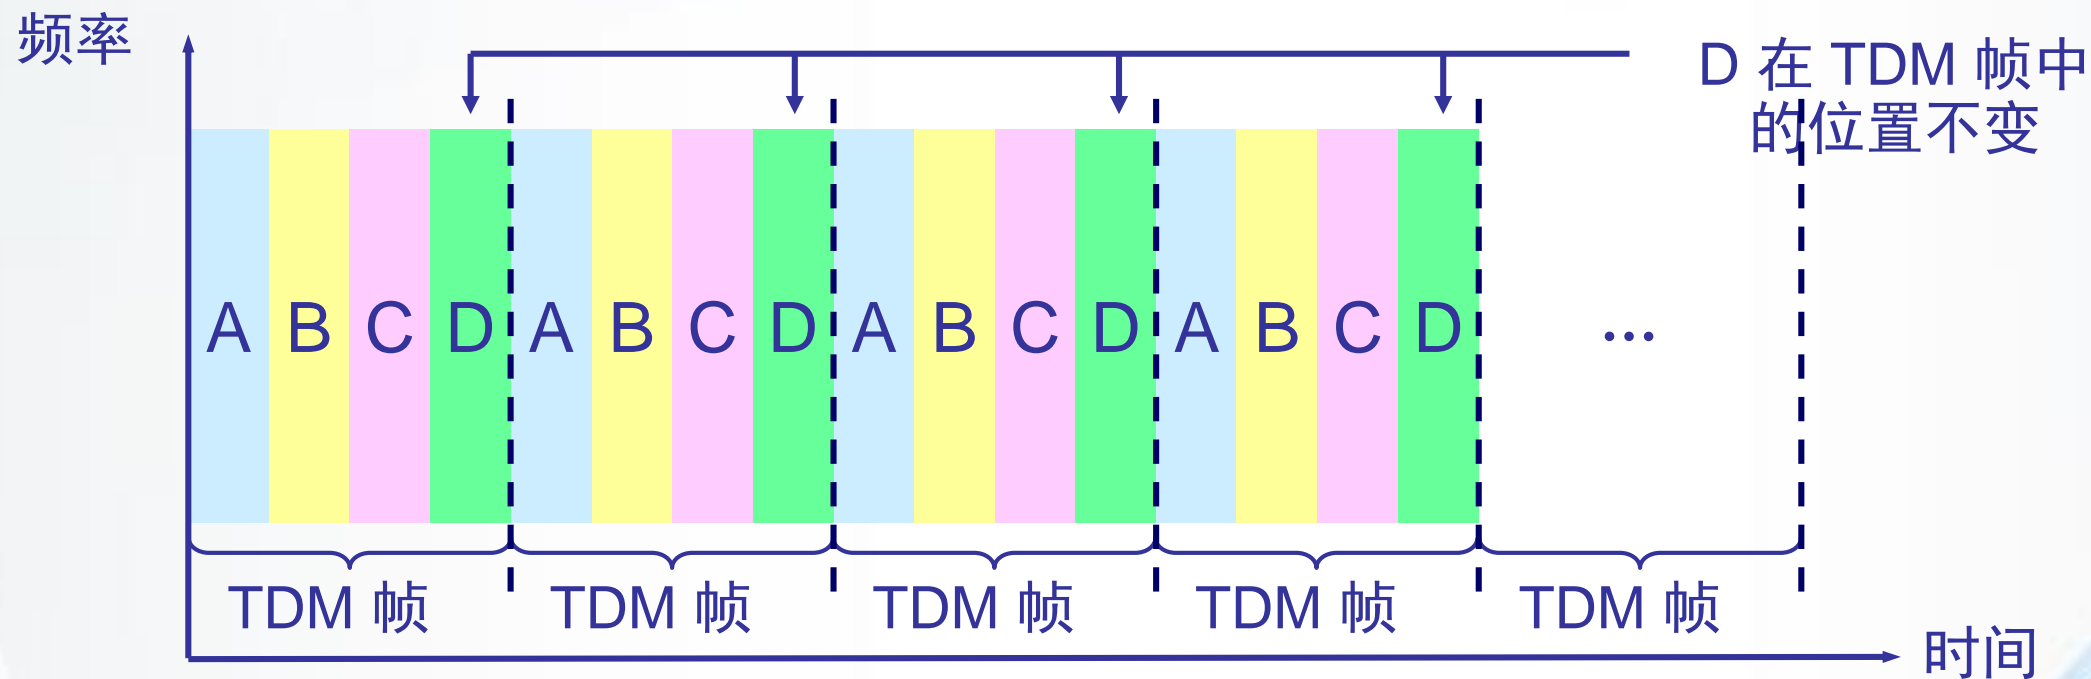 频率
D 在 TDM 帧中
的位置不变
A B C D A B C D A B C D A B C D …
TDM 帧 TDM 帧 TDM 帧 TDM 帧 TDM 帧
时间